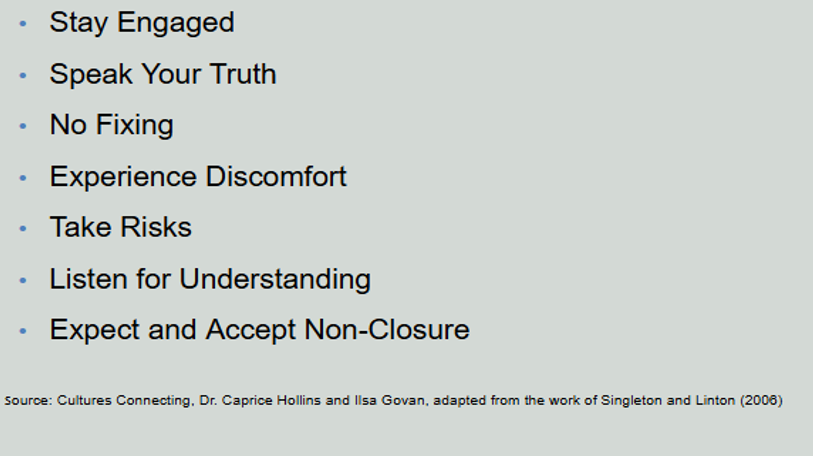 • Stay Engaged
• Speak Your Truth
• No Fixing
• Experience Discomfort
• Take Risks
• Listen for Understanding
• Expect and Accept Non-Closure
Source: Cultures Connecting, Dr. Caprice Hollins and Ilsa Govan, adapted from the work of Singleton and Linton (2006)